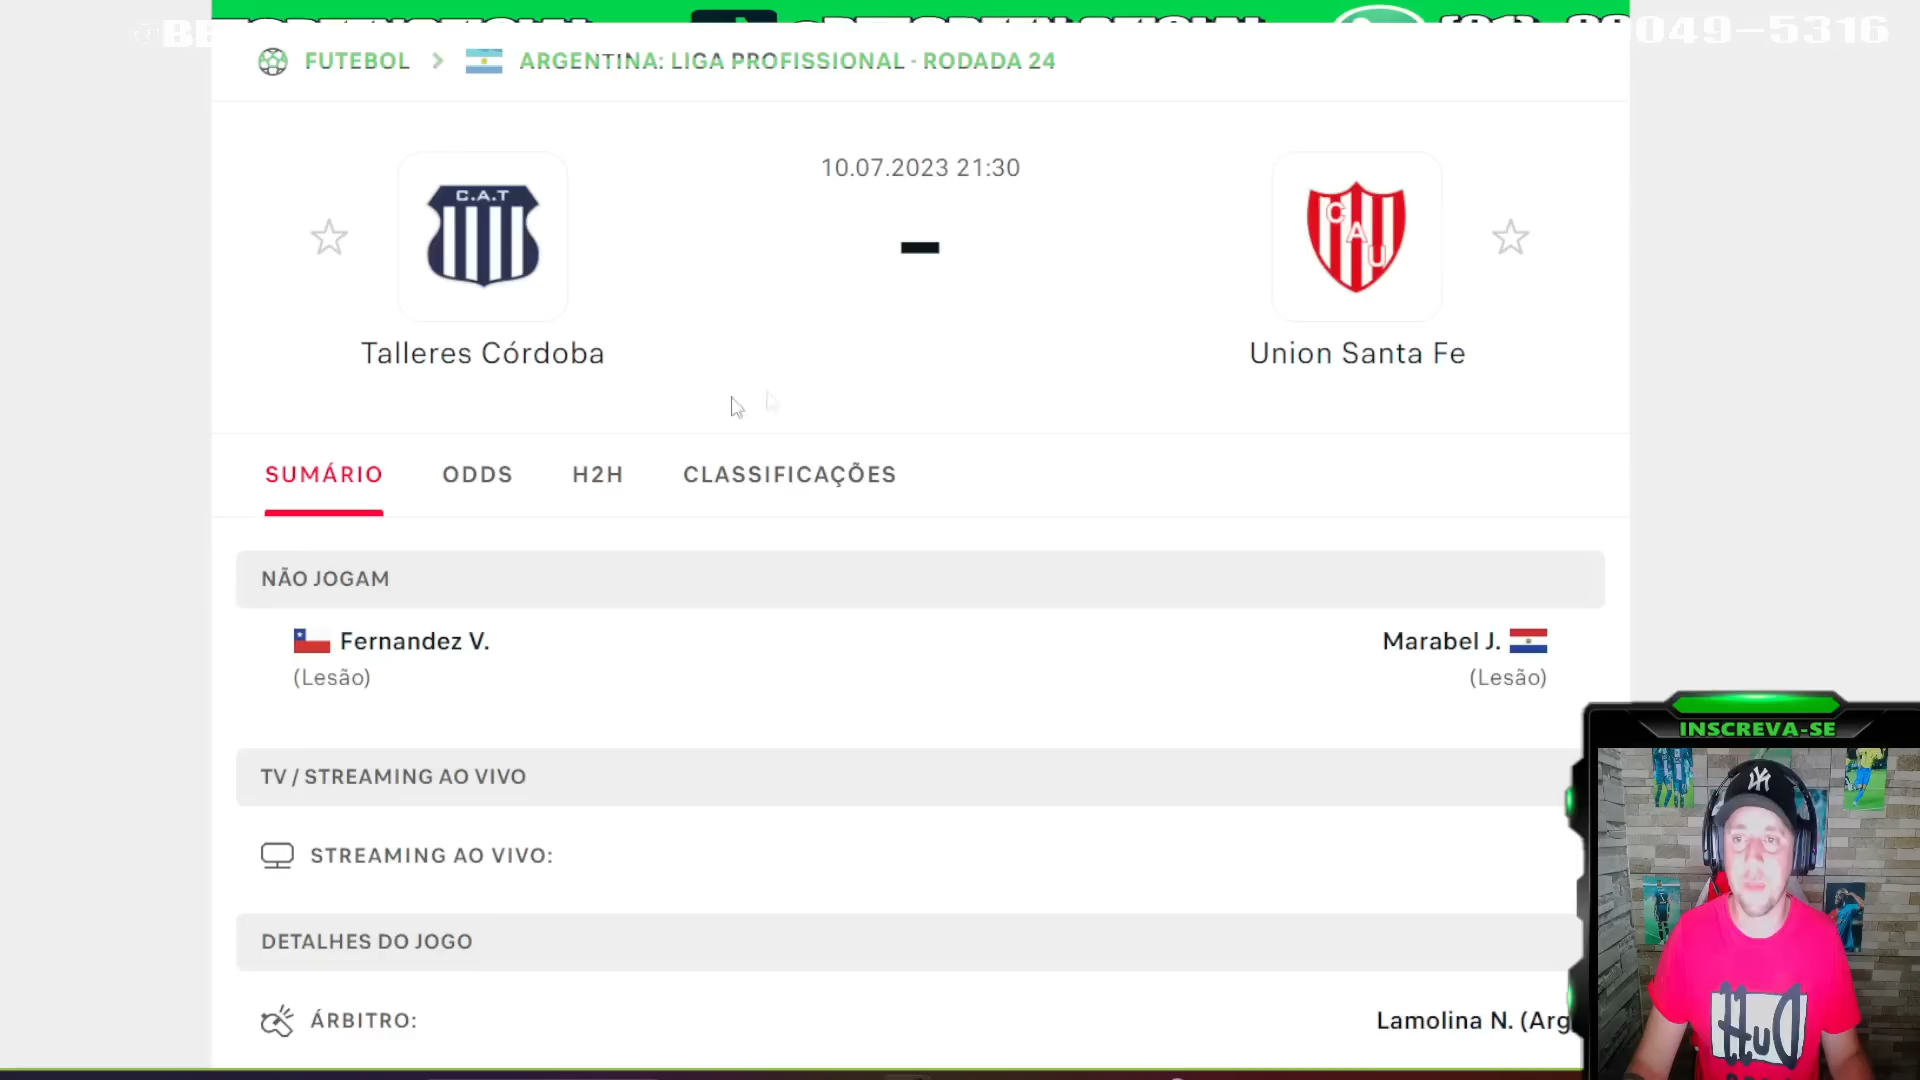 049-5316
FUTEBOL
ARGENTINA: LIGA PROFISSIONAL - RODADA 24
10.07.2023 21:30
C.A.T
C
A
U
Talleres Córdoba
Union Santa Fe
SUMÁRIO
ODDS
H2H
CLASSIFICAÇÕES
NÃO JOGAM
Fernandez V.
Marabel J.
(Lesão)
(Lesão)
INSCREVA-SE
TV / STREAMING AO VIVO
STREAMING AO VIVO:
DETALHES DO JOGO
ÁRBITRO:
Lamolina N. (Arg